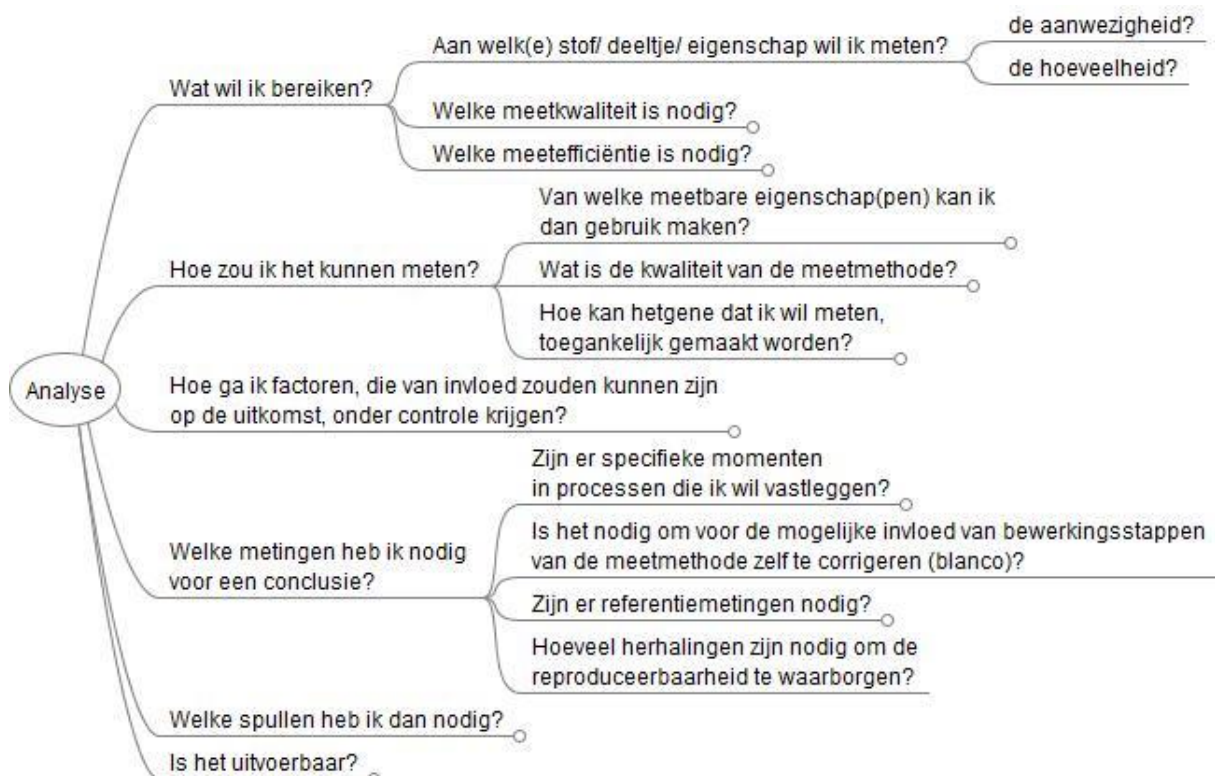 Analyse
Wat wil ik bereiken?
Aan welk(e) stof/ deeltje/ eigenschap wil ik meten?
de aanwezigheid?
de hoeveelheid?
Welke meetkwaliteit is nodig?
Welke meetefficiëntie is nodig?
Hoe zou ik het kunnen meten?
Van welke meetbare eigenschap(pen) kan ik
dan gebruik maken?
Wat is de kwaliteit van de meetmethode?
Hoe kan hetgene dat ik wil meten,
toegankelijk gemaakt worden?
Hoe ga ik factoren, die van invloed zouden kunnen zijn
op de uitkomst, onder controle krijgen?
Welke metingen heb ik nodig
voor een conclusie?
Zijn er specifieke momenten
in processen die ik wil vastleggen?
Is het nodig om voor de mogelijke invloed van bewerkingsstappen
van de meetmethode zelf te corrigeren (blanco)?
Zijn er referentiemetingen nodig?
Hoeveel herhalingen zijn nodig om de
reproduceerbaarheid te waarborgen?
Welke spullen heb ik dan nodig?
Is het uitvoerbaar?